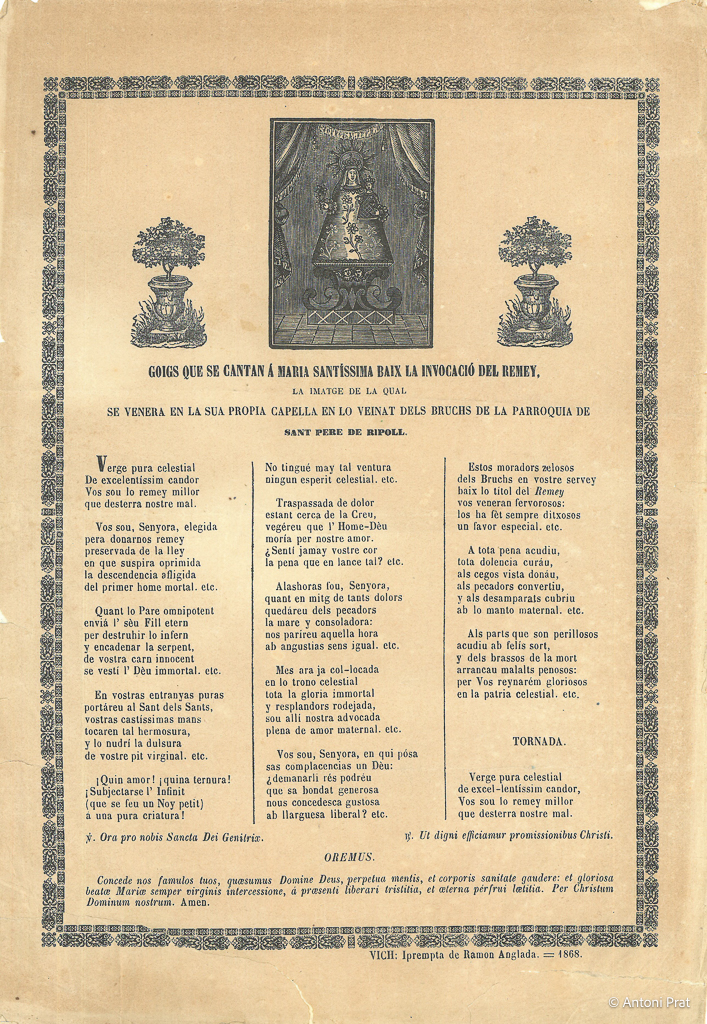 GOIGS QUE SE CANTAN Á MARIA SANTÍSSIMA BAIX LA INVOCACIÓ DEL REMEY,
LA IMATGE DE LA QUAL
SE VENERA EN LA SUA PROPIA CAPELLA EN LO VEINAT DELS BRUCHS DE LA PARROQUIA DE
SANT PERE DE RIPOLL.
Verge pura celestial
De excelentíssim candor
Vos sou lo remey millor
que desterra nostre mal.
Vos sou, Senyora, elegida
pera donarnos remey
preservada de la lley
en que suspira oprimida
la descendencia afligida
del primer home mortal. etc.
Quant lo Pare omnipotent
enviá l' sèu Fill etern
per destruhir lo infern
y encadenar la serpent,
de vostra carn innocent
se vestí l' Dèu immortal. etc.
En vostras entranyas puras
portáreu al Sant dels Sants,
vostras castíssimas mans
tocaren tal hermosura,
y lo nudrí la dulsura
de vostre pit virginal. etc.
¡Quin amor! ¡quina ternura!
¡Subjectarse l' Infinit
(que se feu un Noy petit)
á una pura criatura!
No tingué may tal ventura
ningun esperit celestial. etc.
Traspassada de dolor
estant cerca de la Creu,
vegéreu que l' Home-Dèu
moría per nostre amor.
¿Sentí jamay vostre cor
la pena que en lance tal? etc.
Alashoras fou, Senyora,
quant en mitg de tants dolors
quedáreu dels pecadors
la mare y consoladora:
nos paríreu aquella hora
ab angustias sens igual. etc.
Mes ara ja col-locada
en lo trono celestial
tota la gloria immortal
y resplandors rodejada,
sou allí nostra advocada
plena de amor maternal. etc.
Vos sou, Senyora, en qui pósa
sas complacencias un Dèu:
¿demanarli rés podréu
que sa bondat generosa
nous concedesca gustosa
ab llarguesa liberal? etc.
Estos moradors zelosos
dels Bruchs en vostre servey
baix lo títol del Remey
vos veneran fervorosos:
los ha fèt sempre ditxosos
un favor especial. etc.
A tota pena acudiu,
tota dolencia curáu,
als cegos vista donáu,
als pecadors convertiu,
y als desamparats cubriu
ab lo manto maternal. etc.
Als parts que son perillosos
acudiu ab felís sort,
y dels brassos de la mort
arrancau malalts penosos:
per Vos reynarém gloriosos
en la patria celestial. etc.
TORNADA.
Verge pura celestial
de excel-lentíssim candor,
Vos sou lo remey millor
que desterra nostre mal.
℣. Ora pro nobis Sancta Dei Genitrix.
℟. Ut digni efficiamur promissionibus Christi.
OREMUS.
Concede nos famulos tuos, quæsumus Domine Deus, perpetua mentis, et corporis sanitate gaudere: et gloriosa
beatæ Mariæ semper virginis intercessione, á præsenti liberari tristitia, et æterna pérfrui lætitia. Per Christum
Dominum nostrum. Amen.
VICH: Iprempta de Ramon Anglada. = 1868.
© Antoni Prat